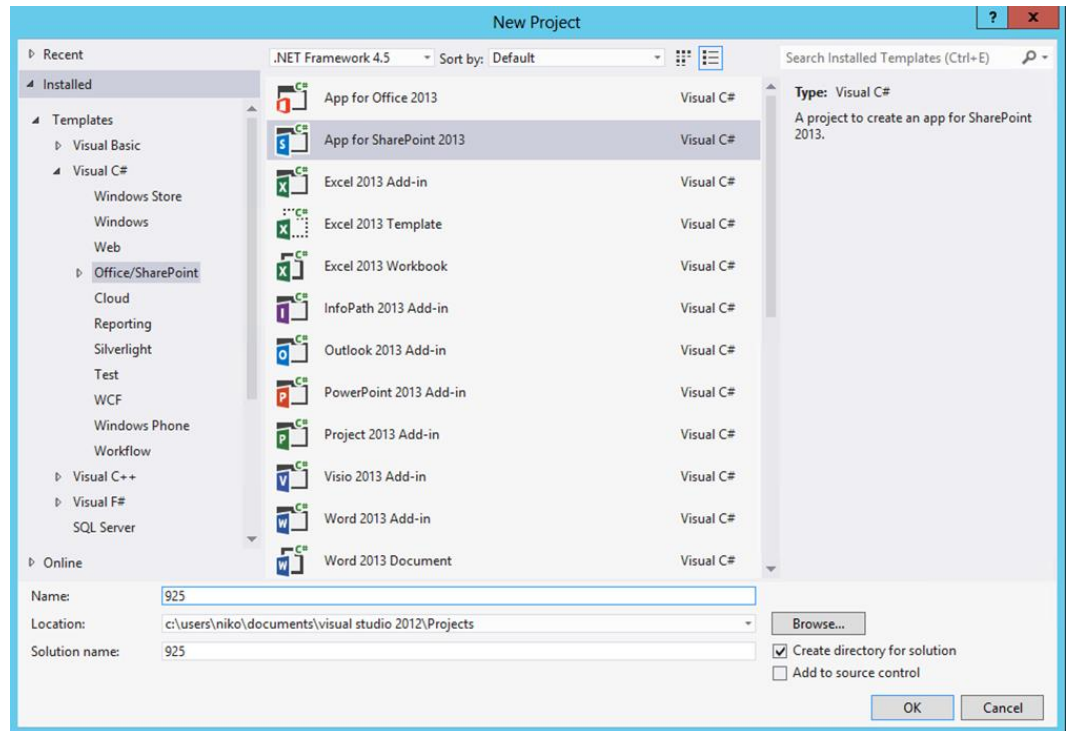 New Project
? x
Recent
.NET Framework 4.5 Sort by: Default
Search Installed Templates (Ctrl+E)
Installed
Templates
Visual Basic
Visual C#
Windows Store
Windows
Web
Office/SharePoint
Cloud
Reporting
Silverlight
Test
WCF
Windows Phone
Workflow
Visual C++
Visual F#
SQL Server
Online
App for Office 2013 Visual C#
App for SharePoint 2013 Visual C#
Excel 2013 Add-in Visual C#
Excel 2013 Template Visual C#
Excel 2013 Workbook Visual C#
InfoPath 2013 Add-in Visual C#
Outlook 2013 Add-in Visual C#
PowerPoint 2013 Add-in Visual C#
Project 2013 Add-in Visual C#
Visio 2013 Add-in Visual C#
Word 2013 Add-in Visual C#
Word 2013 Document Visual C#
Type: Visual C#
A project to create an app for SharePoint
2013.
Name: 925
Location: c:\users\niko\documents\visual studio 2012\Projects
Browse...
Solution name: 925
Create directory for solution
Add to source control
OK Cancel